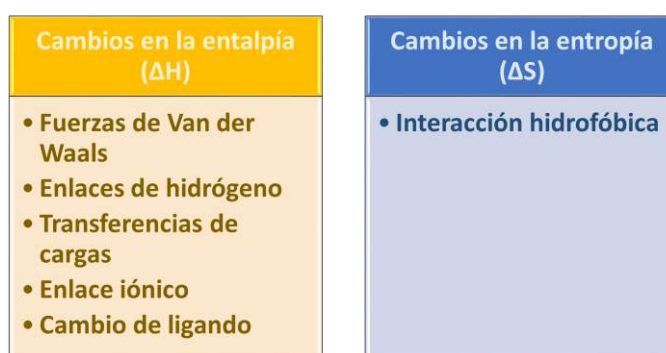 Cambios en la entalpía
(ΔH)
• Fuerzas de Van der
Waals
• Enlaces de hidrógeno
• Transferencias de
cargas
• Enlace iónico
• Cambio de ligando
Cambios en la entropía
(ΔS)
• Interacción hidrofóbica